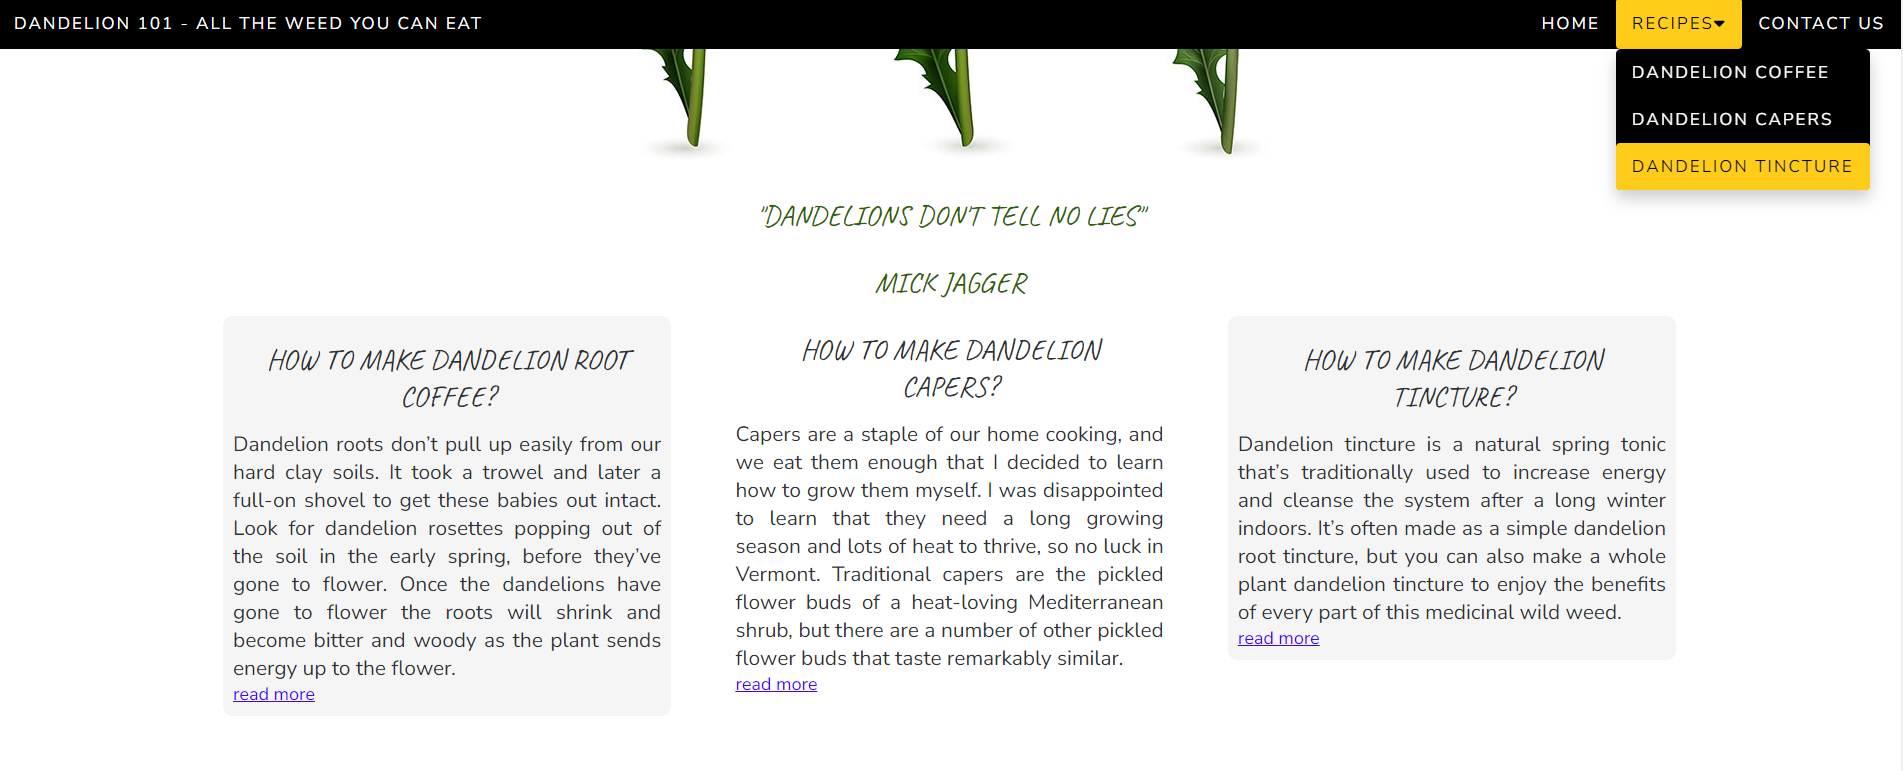 DANDELION 101 - ALL THE WEED YOU CAN EAT
HOME
RECIPES
CONTACT US
DANDELION COFFEE
DANDELION CAPERS
DANDELION TINCTURE
"DANDELIONS DON'T TELL NO LIES"
MICK JAGGER
HOW TO MAKE DANDELION ROOT
COFFEE?
Dandelion roots don't pull up easily from our
hard clay soils. It took a trowel and later a
full-on shovel to get these babies out intact.
Look for dandelion rosettes popping out of
the soil in the early spring, before they've
gone to flower. Once the dandelions have
gone to flower the roots will shrink and
become bitter and woody as the plant sends
energy up to the flower.
read more
HOW TO MAKE DANDELION
CAPERS?
Capers are a staple of our home cooking, and
we eat them enough that I decided to learn
how to grow them myself. I was disappointed
to learn that they need a long growing
season and lots of heat to thrive, so no luck in
Vermont. Traditional capers are the pickled
flower buds of a heat-loving Mediterranean
shrub, but there are a number of other pickled
flower buds that taste remarkably similar.
read more
HOW TO MAKE DANDELION
TINCTURE?
Dandelion tincture is a natural spring tonic
that's traditionally used to increase energy
and cleanse the system after a long winter
indoors. It's often made as a simple dandelion
root tincture, but you can also make a whole
plant dandelion tincture to enjoy the benefits
of every part of this medicinal wild weed.
read more